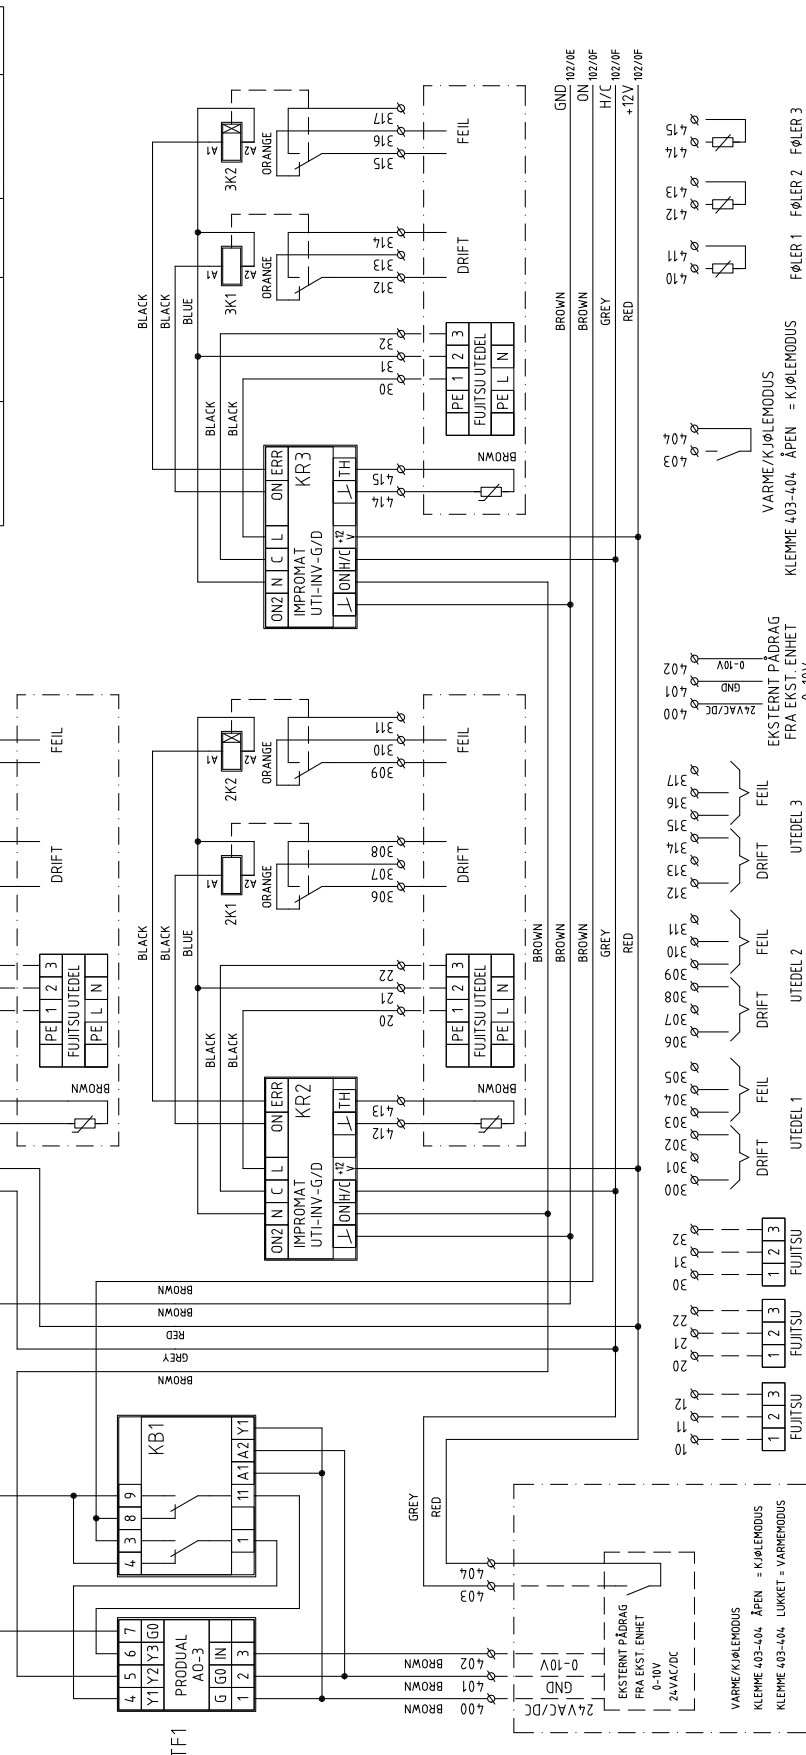 GND 102/0E
ON 102/0F
H/C 102/0F
+12V 102/0F
3K2
A1
A2
ORANGE
317
316
315
FEIL
3K1
A1
A2
ORANGE
314
313
312
DRIFT
BLACK
BLACK
BLUE
BLACK
BLACK
32
31
30
PE 1 2 3
FUJITSU UTEDEL
PE L N
BROWN
BROWN
GREY
RED
ON2 N C L ON ERR
KR3
IMPROMAT
UTI-INV-G/D
ON H/C +12 V TH
415
414
BROWN
415
414
FØLER 3
413
412
FØLER 2
411
410
FØLER 1
404
403
VARME/KJØLEMODUS
KLEMME 403-404 ÅPEN = KJØLEMODUS
402
401
400
0-10V
GND
24VAC/DC
EKSTERNT PÅDRAG
FRA EKST. ENHET
0-10V
FEIL
DRIFT
PE 1 2 3
FUJITSU UTEDEL
PE L N
BROWN
2K2
A1
A2
ORANGE
311
310
309
FEIL
2K1
A1
A2
ORANGE
308
307
306
DRIFT
BLACK
BLACK
BLUE
BLACK
BLACK
22
21
20
PE 1 2 3
FUJITSU UTEDEL
PE L N
BROWN
BROWN
BROWN
GREY
RED
ON2 N C L ON ERR
KR2
IMPROMAT
UTI-INV-G/D
ON H/C +12 V TH
413
412
BROWN
317
316
315
FEIL
314
313
312
DRIFT
UTEDEL 3
311
310
309
FEIL
308
307
306
DRIFT
UTEDEL 2
305
304
303
FEIL
302
301
300
DRIFT
UTEDEL 1
32
31
30
1 2 3
FUJITSU
22
21
20
1 2 3
FUJITSU
12
11
10
1 2 3
FUJITSU
BROWN
BROWN
RED
GREY
BROWN
KB1
4 3 8 9
1 11 A1 A2 Y1
TF1
4 5 6 7
Y1 Y2 Y3 G0
PRODUAL
AO-3
G G0 IN
1 2 3
GREY
RED
404
403
BROWN 402 0-10V
BROWN 401 GND
BROWN 400 24VAC/DC
EKSTERNT PÅDRAG
FRA EKST. ENHET
0-10V
24VAC/DC
VARME/KJØLEMODUS
KLEMME 403-404 ÅPEN = KJØLEMODUS
KLEMME 403-404 LUKKET = VARMEMODUS